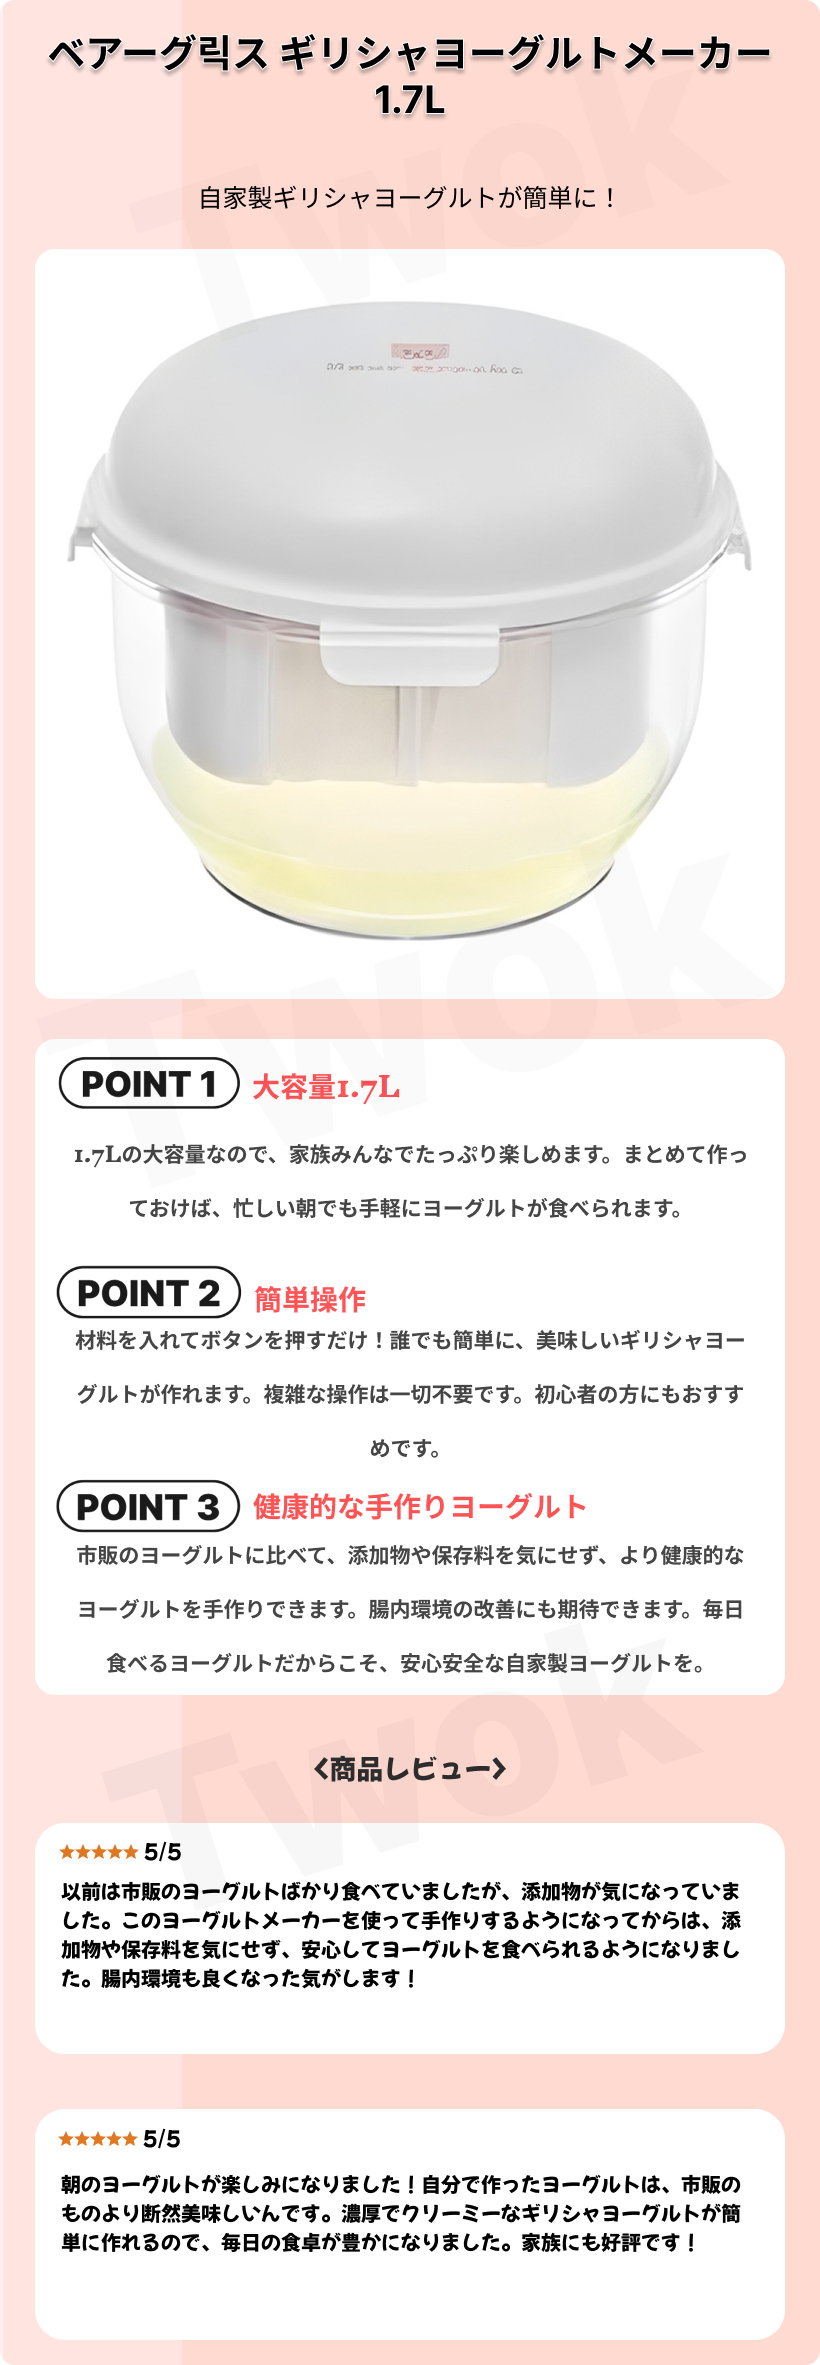 ベアーグ릭ス ギリシャヨーグルトメーカー
1.7L
自家製ギリシャヨーグルトが簡単に！
POINT 1 大容量1.7L
1.7Lの大容量なので、家族みんなでたっぷり楽しめます。まとめて作っ
ておけば、忙しい朝でも手軽にヨーグルトが食べられます。
POINT 2 簡単操作
材料を入れてボタンを押すだけ！誰でも簡単に、美味しいギリシャヨー
グルトが作れます。複雑な操作は一切不要です。初心者の方にもおすす
めです。
POINT 3 健康的な手作りヨーグルト
市販のヨーグルトに比べて、添加物や保存料を気にせず、より健康的な
ヨーグルトを手作りできます。腸内環境の改善にも期待できます。毎日
食べるヨーグルトだからこそ、安心安全な自家製ヨーグルトを。
<商品レビュー>
★★★★★ 5/5
以前は市販のヨーグルトばかり食べていましたが、添加物が気になっていま
した。このヨーグルトメーカーを使って手作りするようになってからは、添
加物や保存料を気にせず、安心してヨーグルトを食べられるようになりまし
た。腸内環境も良くなった気がします！
★★★★★ 5/5
朝のヨーグルトが楽しみになりました！自分で作ったヨーグルトは、市販の
ものより断然美味しいんです。濃厚でクリーミーなギリシャヨーグルトが簡
単に作れるので、毎日の食卓が豊かになりました。家族にも好評です！
Twok
Twok
Twok